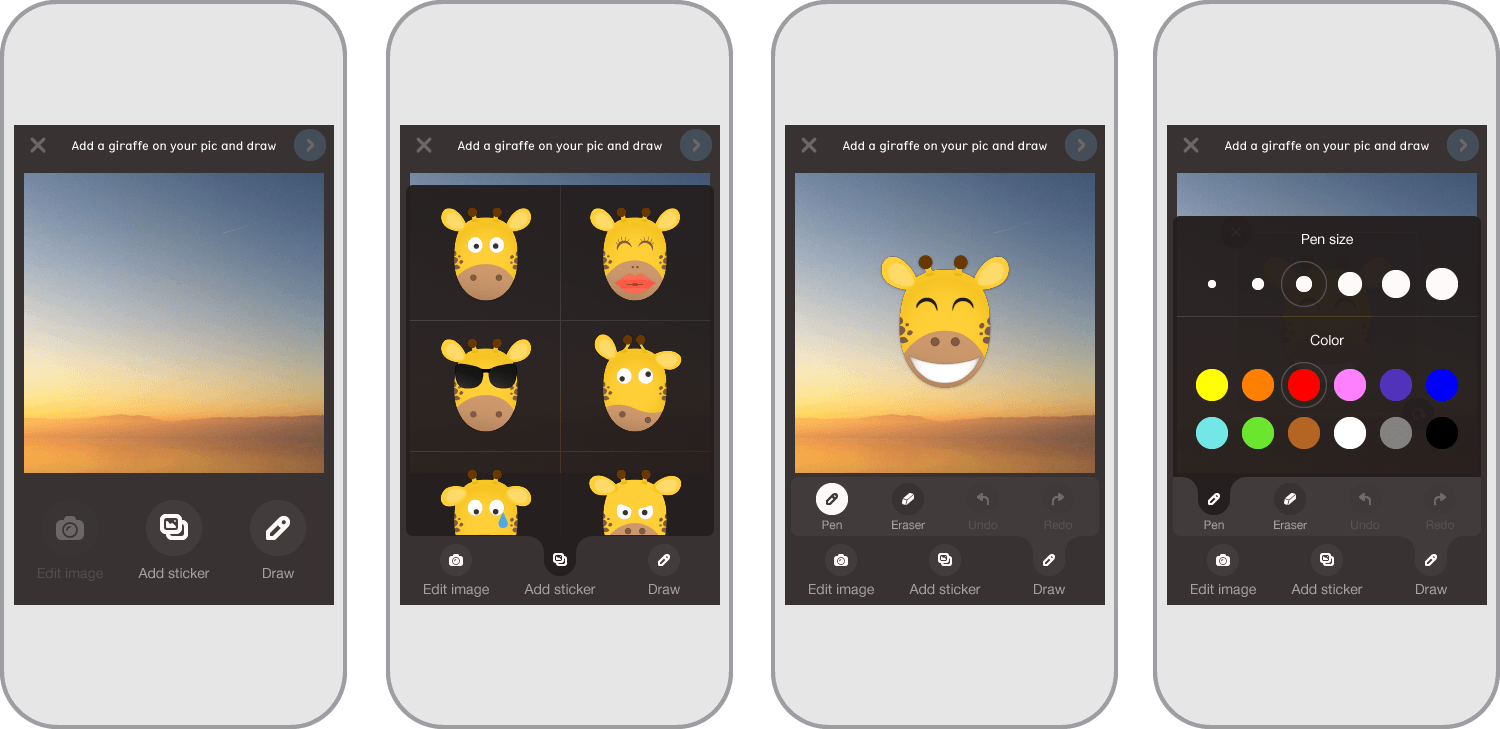 Add a giraffe on your pic and draw
Edit image
Add sticker
Draw
Add a giraffe on your pic and draw
Edit image
Add sticker
Draw
Add a giraffe on your pic and draw
Pen
Eraser
Undo
Redo
Edit image
Add sticker
Draw
Add a giraffe on your pic and draw
Pen size
Color
Pen
Eraser
Undo
Redo
Edit image
Add sticker
Draw